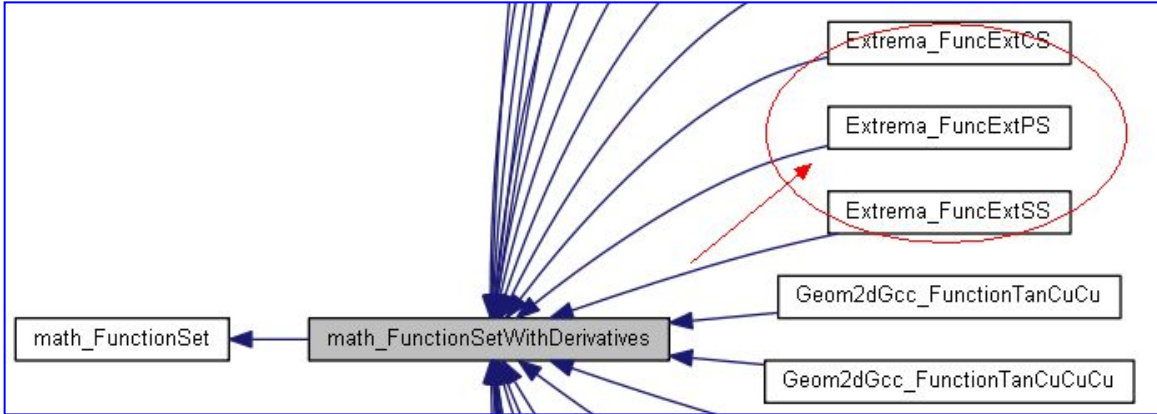 Extrema_FuncExtCS
Extrema_FuncExtPS
Extrema_FuncExtSS
Geom2dGcc_FunctionTanCuCu
math_FunctionSet
math_FunctionSetWithDerivatives
Geom2dGcc_FunctionTanCuCuCu